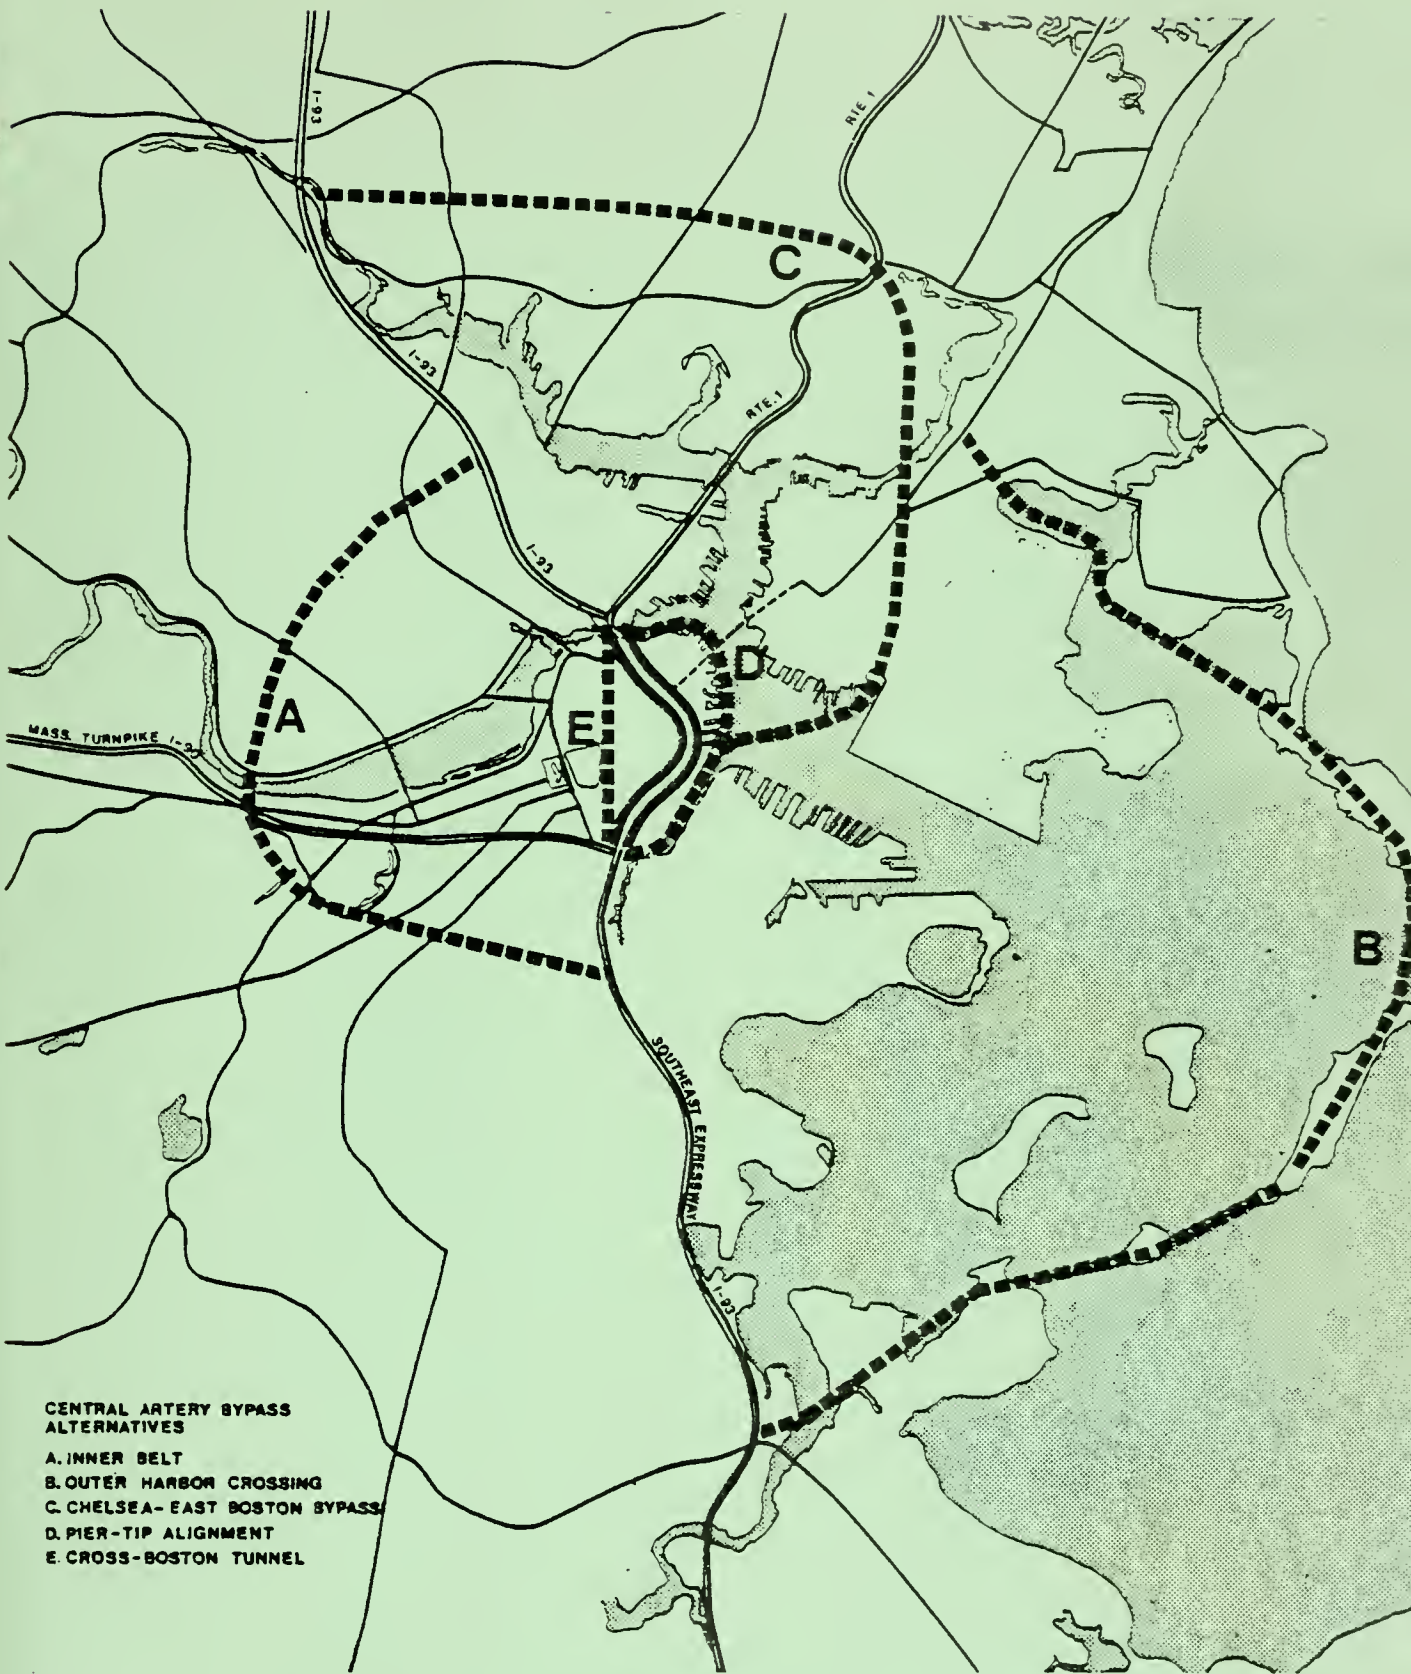 I-93
RTE. 1
C
I-93
RTE. 1
I-93
D
A
E
MASS. TURNPIKE I-90
B
SOUTHEAST EXPRESSWAY
I-93
CENTRAL ARTERY BYPASS
ALTERNATIVES
A. INNER BELT
B. OUTER HARBOR CROSSING
C. CHELSEA-EAST BOSTON BYPASS
D. PIER-TIP ALIGNMENT
E. CROSS-BOSTON TUNNEL